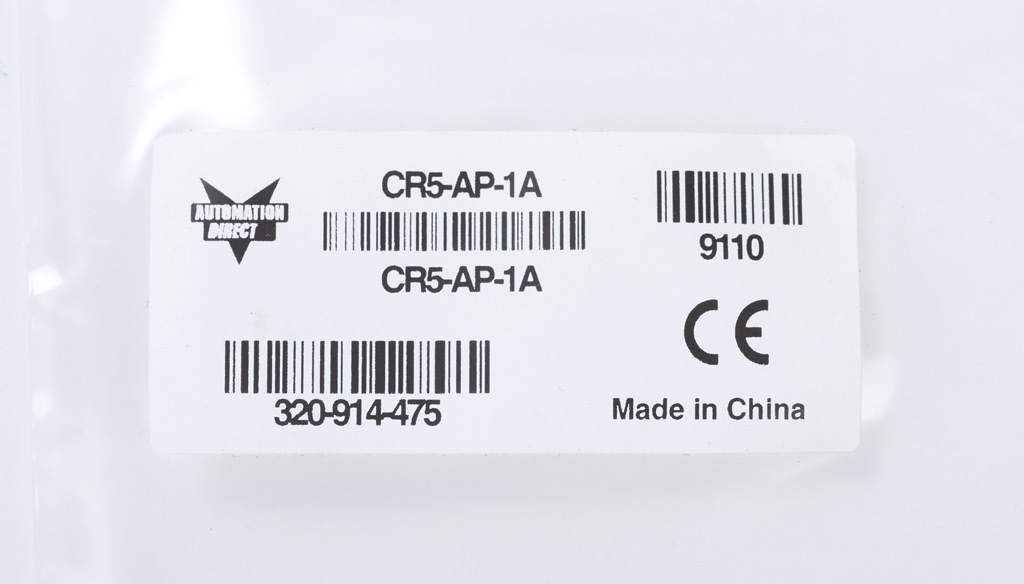 AUTOMATION
DIRECT
CR5-AP-1A
CR5-AP-1A
9110
CE
320-914-475
Made in China